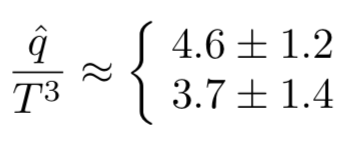 q̂/T³ ≈ { 4.6 ± 1.2
3.7 ± 1.4